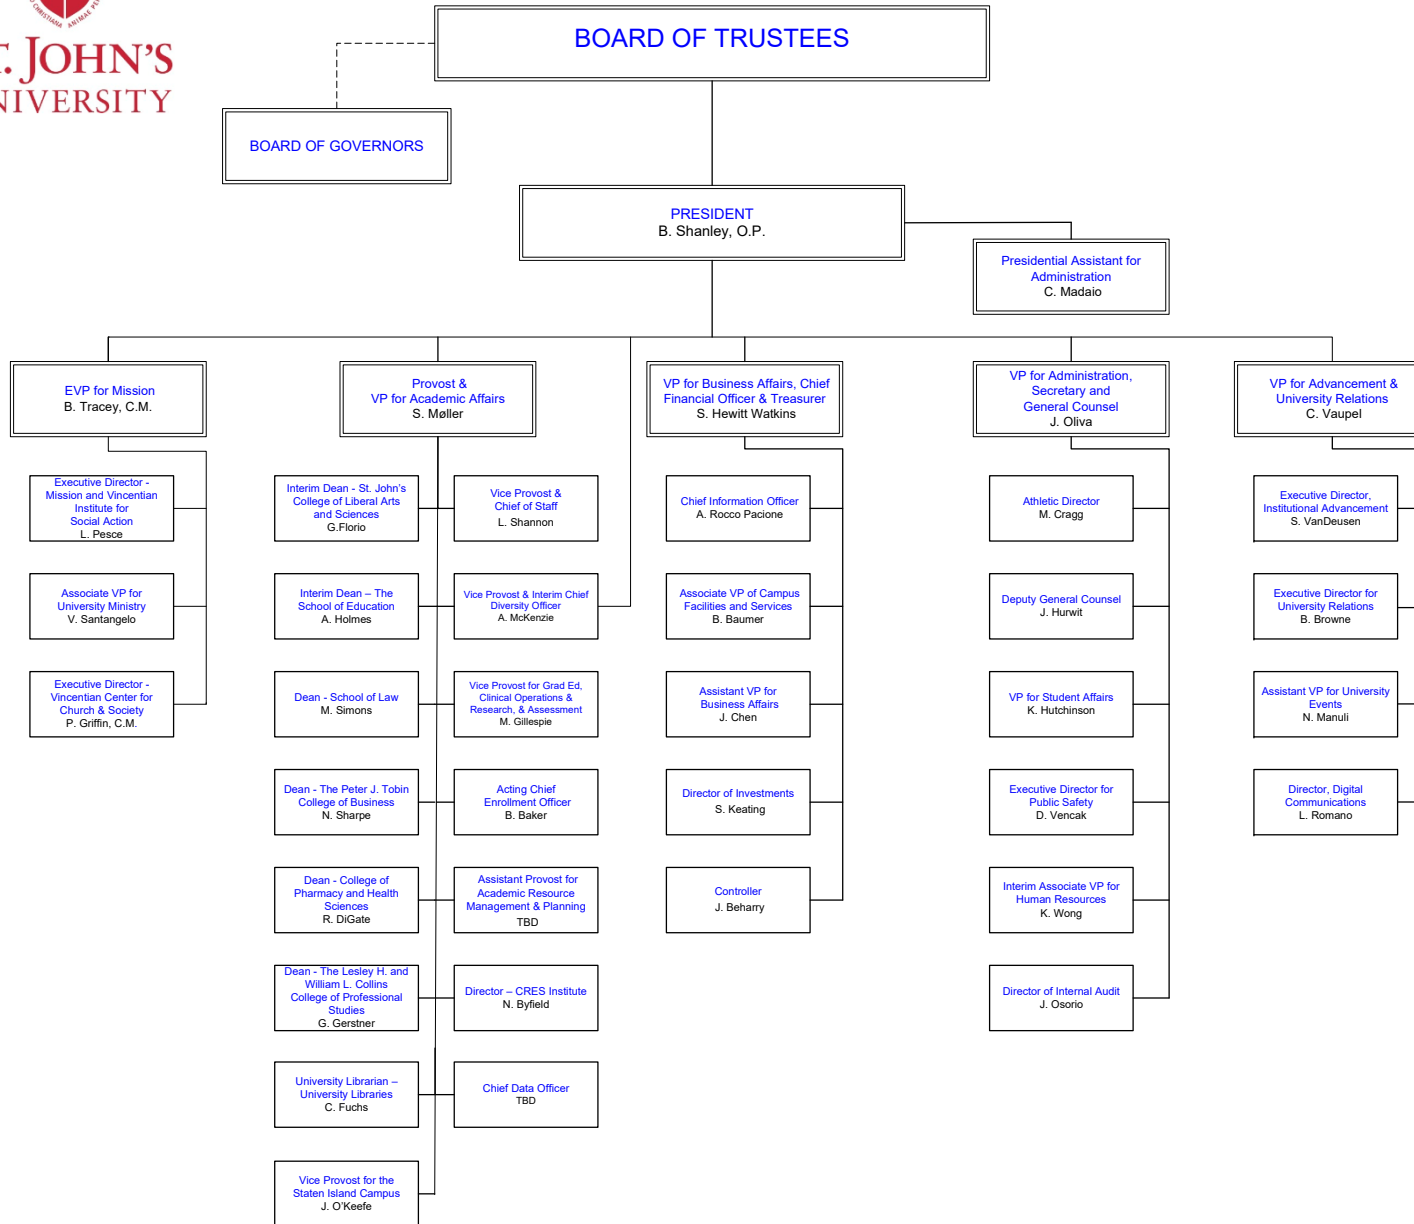 BOARD OF TRUSTEES
JOHN'S
BOARD OF GOVERNORS
PRESIDENT
B. Shanley, O.P.
Presidential Assistant for
Administration
C. Madaio
EVP for Mission
B. Tracey, C.M.
Provost &
VP for Academic Affairs
S. Møller
VP for Business Affairs, Chief
Financial Officer & Treasurer
S. Hewitt Watkins
VP for Administration,
Secretary and
General Counsel
J. Oliva
VP for Advancement &
University Relations
C. Vaupel
Executive Director -
Mission and Vincentian
Institute for
Social Action
L. Pesce
Associate VP for
University Ministry
V. Santangelo
Executive Director -
Vincentian Center for
Church & Society
P. Griffin, C.M.
Interim Dean - St. John's
College of Liberal Arts
and Sciences
G.Florio
Interim Dean – The
School of Education
A. Holmes
Dean - School of Law
M. Simons
Dean - The Peter J. Tobin
College of Business
N. Sharpe
Dean - College of
Pharmacy and Health
Sciences
R. DiGate
Dean - The Lesley H. and
William L. Collins
College of Professional
Studies
G. Gerstner
University Librarian –
University Libraries
C. Fuchs
Vice Provost for the
Staten Island Campus
J. O'Keefe
Vice Provost &
Chief of Staff
L. Shannon
Vice Provost & Interim Chief
Diversity Officer
A. McKenzie
Vice Provost for Grad Ed,
Clinical Operations &
Research, & Assessment
M. Gillespie
Acting Chief
Enrollment Officer
B. Baker
Assistant Provost for
Academic Resource
Management & Planning
TBD
Director – CRES Institute
N. Byfield
Chief Data Officer
TBD
Chief Information Officer
A. Rocco Pacione
Associate VP of Campus
Facilities and Services
B. Baumer
Assistant VP for
Business Affairs
J. Chen
Director of Investments
S. Keating
Controller
J. Beharry
Athletic Director
M. Cragg
Deputy General Counsel
J. Hurwit
VP for Student Affairs
K. Hutchinson
Executive Director for
Public Safety
D. Vencak
Interim Associate VP for
Human Resources
K. Wong
Director of Internal Audit
J. Osorio
Executive Director,
Institutional Advancement
S. VanDeusen
Executive Director for
University Relations
B. Browne
Assistant VP for University
Events
N. Manuli
Director, Digital
Communications
L. Romano